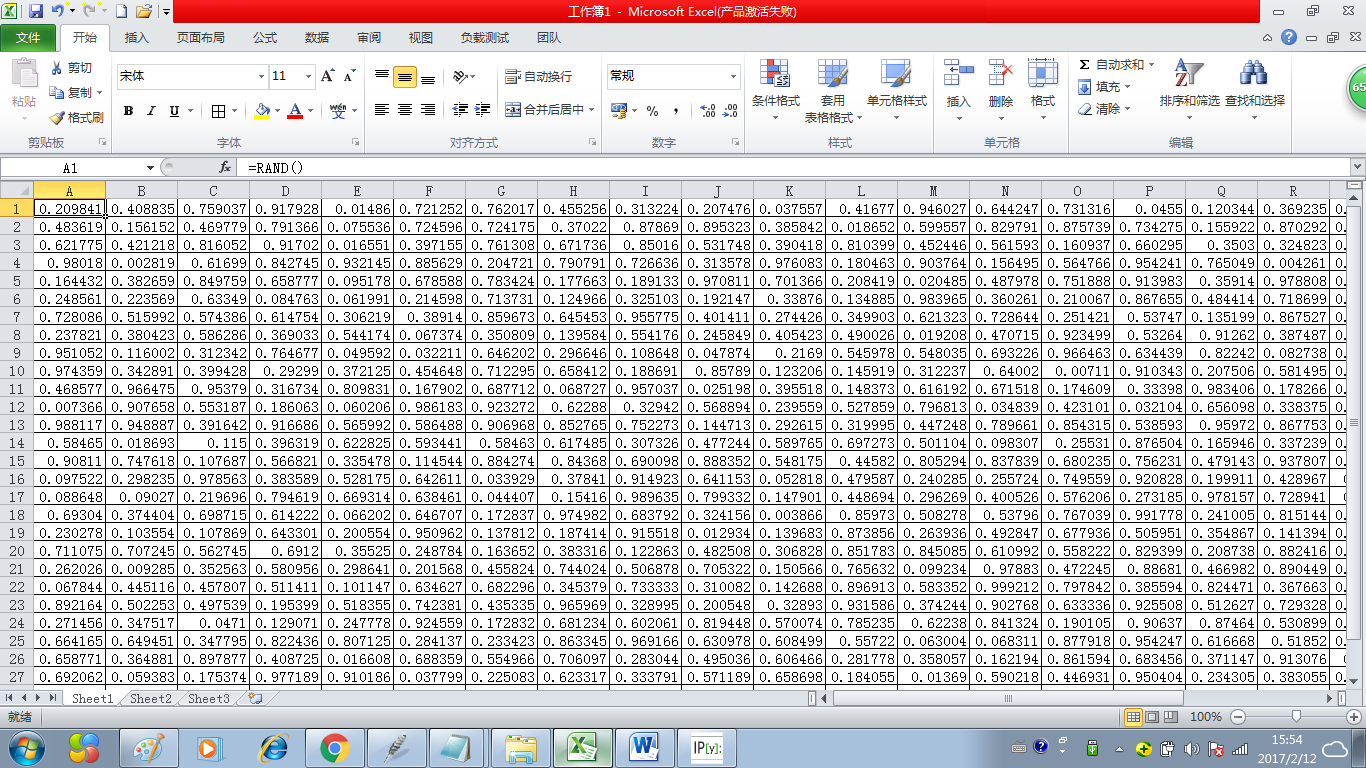 工作簿1 - Microsoft Excel(产品激活失败)
文件 开始 插入 页面布局 公式 数据 审阅 视图 负载测试 团队
粘贴 剪切 复制 格式刷 剪贴板
宋体 11 A A B I U A 字体
自动换行 合并后居中 对齐方式
常规 % , .00 数字
条件格式 套用表格格式 单元格样式 样式
插入 删除 格式 单元格
Σ 自动求和 填充 清除 排序和筛选 查找和选择 编辑
65
A1 fx =RAND()
A B C D E F G H I J K L M N O P Q R
1 0.209841 0.408835 0.759037 0.917928 0.01486 0.721252 0.762017 0.455256 0.313224 0.207476 0.037557 0.41677 0.946027 0.644247 0.731316 0.0455 0.120344 0.369235 0.
2 0.483619 0.156152 0.469779 0.791366 0.075536 0.724596 0.724175 0.37022 0.87869 0.895323 0.385842 0.018652 0.599557 0.829791 0.875739 0.734275 0.155922 0.870292 0.
3 0.621775 0.421218 0.816052 0.91702 0.016551 0.397155 0.761308 0.671736 0.85016 0.531748 0.390418 0.810399 0.452446 0.561593 0.160937 0.660295 0.3503 0.324823 0.
4 0.98018 0.002819 0.61699 0.842745 0.932145 0.885629 0.204721 0.790791 0.726636 0.313578 0.976083 0.180463 0.903764 0.156495 0.564766 0.954241 0.765049 0.004261 0.
5 0.164432 0.382659 0.849759 0.658777 0.095178 0.678588 0.783424 0.177663 0.189133 0.970811 0.701366 0.208419 0.020485 0.487978 0.751888 0.913983 0.35914 0.978808 0.
6 0.248561 0.223569 0.63349 0.084763 0.061991 0.214598 0.713731 0.124966 0.325103 0.192147 0.33876 0.134885 0.983965 0.360261 0.210067 0.867655 0.484414 0.718699 0.
7 0.728086 0.515992 0.574386 0.614754 0.306219 0.38914 0.859673 0.645453 0.955775 0.401411 0.274426 0.349903 0.621323 0.728644 0.251421 0.53747 0.135199 0.867527 0.
8 0.237821 0.380423 0.586286 0.369033 0.544174 0.067374 0.350809 0.139584 0.554176 0.245849 0.405423 0.490026 0.019208 0.470715 0.923499 0.53264 0.91262 0.387487 0.
9 0.951052 0.116002 0.312342 0.764677 0.049592 0.032211 0.646202 0.296646 0.108648 0.047874 0.2169 0.545978 0.548035 0.693226 0.966463 0.634439 0.82242 0.082738 0.
10 0.974359 0.342891 0.399428 0.29299 0.372125 0.454648 0.712295 0.658412 0.188691 0.85789 0.123206 0.145919 0.312237 0.64002 0.00711 0.910343 0.207506 0.581495 0.
11 0.468577 0.966475 0.95379 0.316734 0.809831 0.167902 0.687712 0.068727 0.957037 0.025198 0.395518 0.148373 0.616192 0.671518 0.174609 0.33398 0.983406 0.178266 0.
12 0.007366 0.907658 0.553187 0.186063 0.060206 0.986183 0.923272 0.62288 0.32942 0.568894 0.239559 0.527859 0.796813 0.034839 0.423101 0.032104 0.656098 0.338375 0.
13 0.988117 0.948887 0.391642 0.916686 0.565992 0.586488 0.906968 0.852765 0.752273 0.144713 0.292615 0.319995 0.447248 0.789661 0.854315 0.538593 0.95972 0.867753 0.
14 0.58465 0.018693 0.115 0.396319 0.622825 0.593441 0.58463 0.617485 0.307326 0.477244 0.589765 0.697273 0.501104 0.098307 0.25531 0.876504 0.165946 0.337239 0.
15 0.90811 0.747618 0.107687 0.566821 0.335478 0.114544 0.884274 0.84368 0.690098 0.888352 0.548175 0.44582 0.805294 0.837839 0.680235 0.756231 0.479143 0.937807 0.
16 0.097522 0.298235 0.978563 0.383589 0.528175 0.642611 0.033929 0.37841 0.914923 0.641153 0.052818 0.479587 0.240285 0.255724 0.749559 0.920828 0.199911 0.428967 0
17 0.088648 0.09027 0.219696 0.794619 0.669314 0.638461 0.044407 0.15416 0.989635 0.799332 0.147901 0.448694 0.296269 0.400526 0.576206 0.273185 0.978157 0.728941 0
18 0.69304 0.374404 0.698715 0.614222 0.066202 0.646707 0.172837 0.974982 0.683792 0.324156 0.003866 0.85973 0.508278 0.53796 0.767039 0.991778 0.241005 0.815144 0.
19 0.230278 0.103554 0.107869 0.643301 0.200554 0.950962 0.137812 0.187414 0.915518 0.012934 0.139683 0.873856 0.263936 0.492847 0.677936 0.505951 0.354867 0.141394 0.
20 0.711075 0.707245 0.562745 0.6912 0.35525 0.248784 0.163652 0.383316 0.122863 0.482508 0.306828 0.851783 0.845085 0.610992 0.558222 0.829399 0.208738 0.882416 0.
21 0.262026 0.009285 0.352563 0.580956 0.298641 0.201568 0.455824 0.744024 0.506878 0.705322 0.150566 0.765632 0.099234 0.97883 0.472245 0.88681 0.466982 0.890449 0.
22 0.067844 0.445116 0.457807 0.511411 0.101147 0.634627 0.682296 0.345379 0.733333 0.310082 0.142688 0.896913 0.583352 0.999212 0.797842 0.385594 0.824471 0.367663 0.
23 0.892164 0.502253 0.497539 0.195399 0.518355 0.742381 0.435335 0.965969 0.328995 0.200548 0.32893 0.931586 0.374244 0.902768 0.633336 0.925508 0.512627 0.729328 0.
24 0.271456 0.347517 0.0471 0.129071 0.247778 0.924559 0.172832 0.681234 0.602061 0.819448 0.570074 0.785235 0.62238 0.841324 0.190105 0.90637 0.87464 0.530899 0.
25 0.664165 0.649451 0.347795 0.822436 0.807125 0.284137 0.233423 0.863345 0.969166 0.630978 0.608499 0.55722 0.063004 0.068311 0.877918 0.954247 0.616668 0.51852 0.
26 0.658771 0.364881 0.897877 0.408725 0.016608 0.688359 0.554966 0.706097 0.283044 0.495036 0.606466 0.281778 0.358057 0.162194 0.861594 0.683456 0.371147 0.913076 0
27 0.692062 0.059383 0.175374 0.977189 0.910186 0.037799 0.225083 0.623317 0.333791 0.571189 0.658698 0.184055 0.01369 0.590218 0.446931 0.950404 0.234305 0.383055 0.
Sheet1 Sheet2 Sheet3
就绪 100%
IP[y]: 15:54
2017/2/12